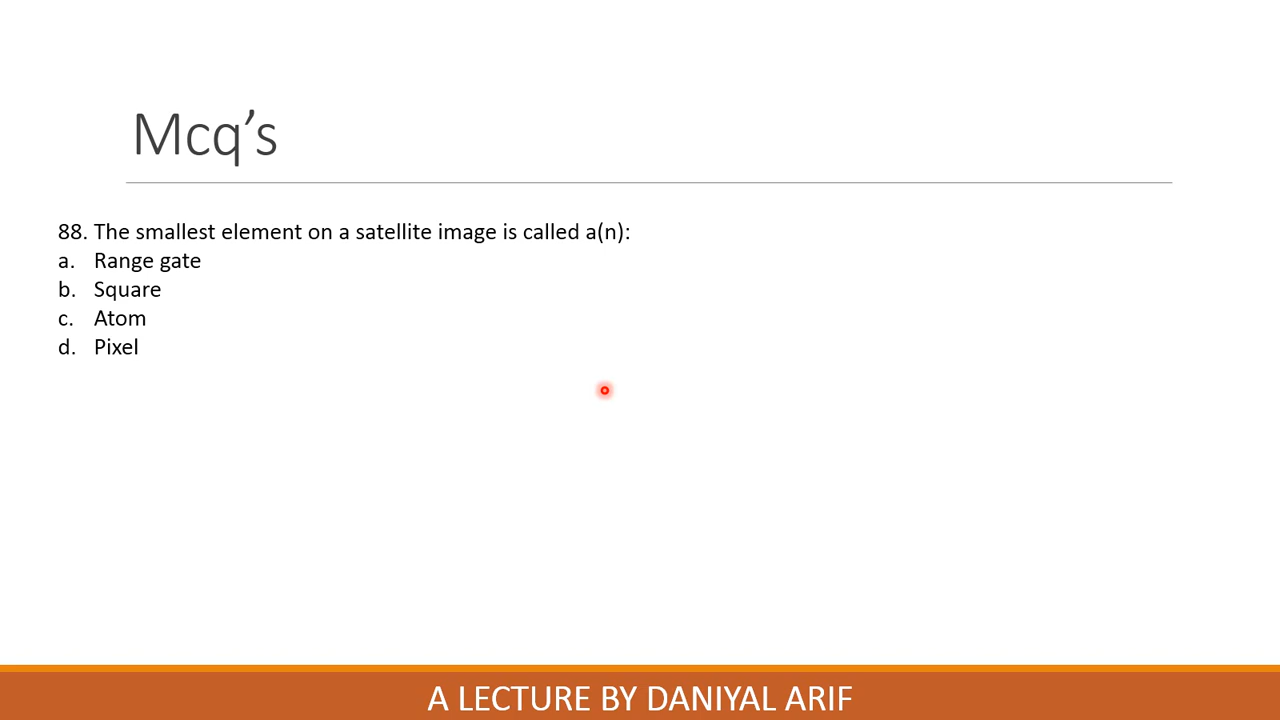 Mcq’s
88. The smallest element on a satellite image is called a(n):
a. Range gate
b. Square
c. Atom
d. Pixel
A LECTURE BY DANIYAL ARIF